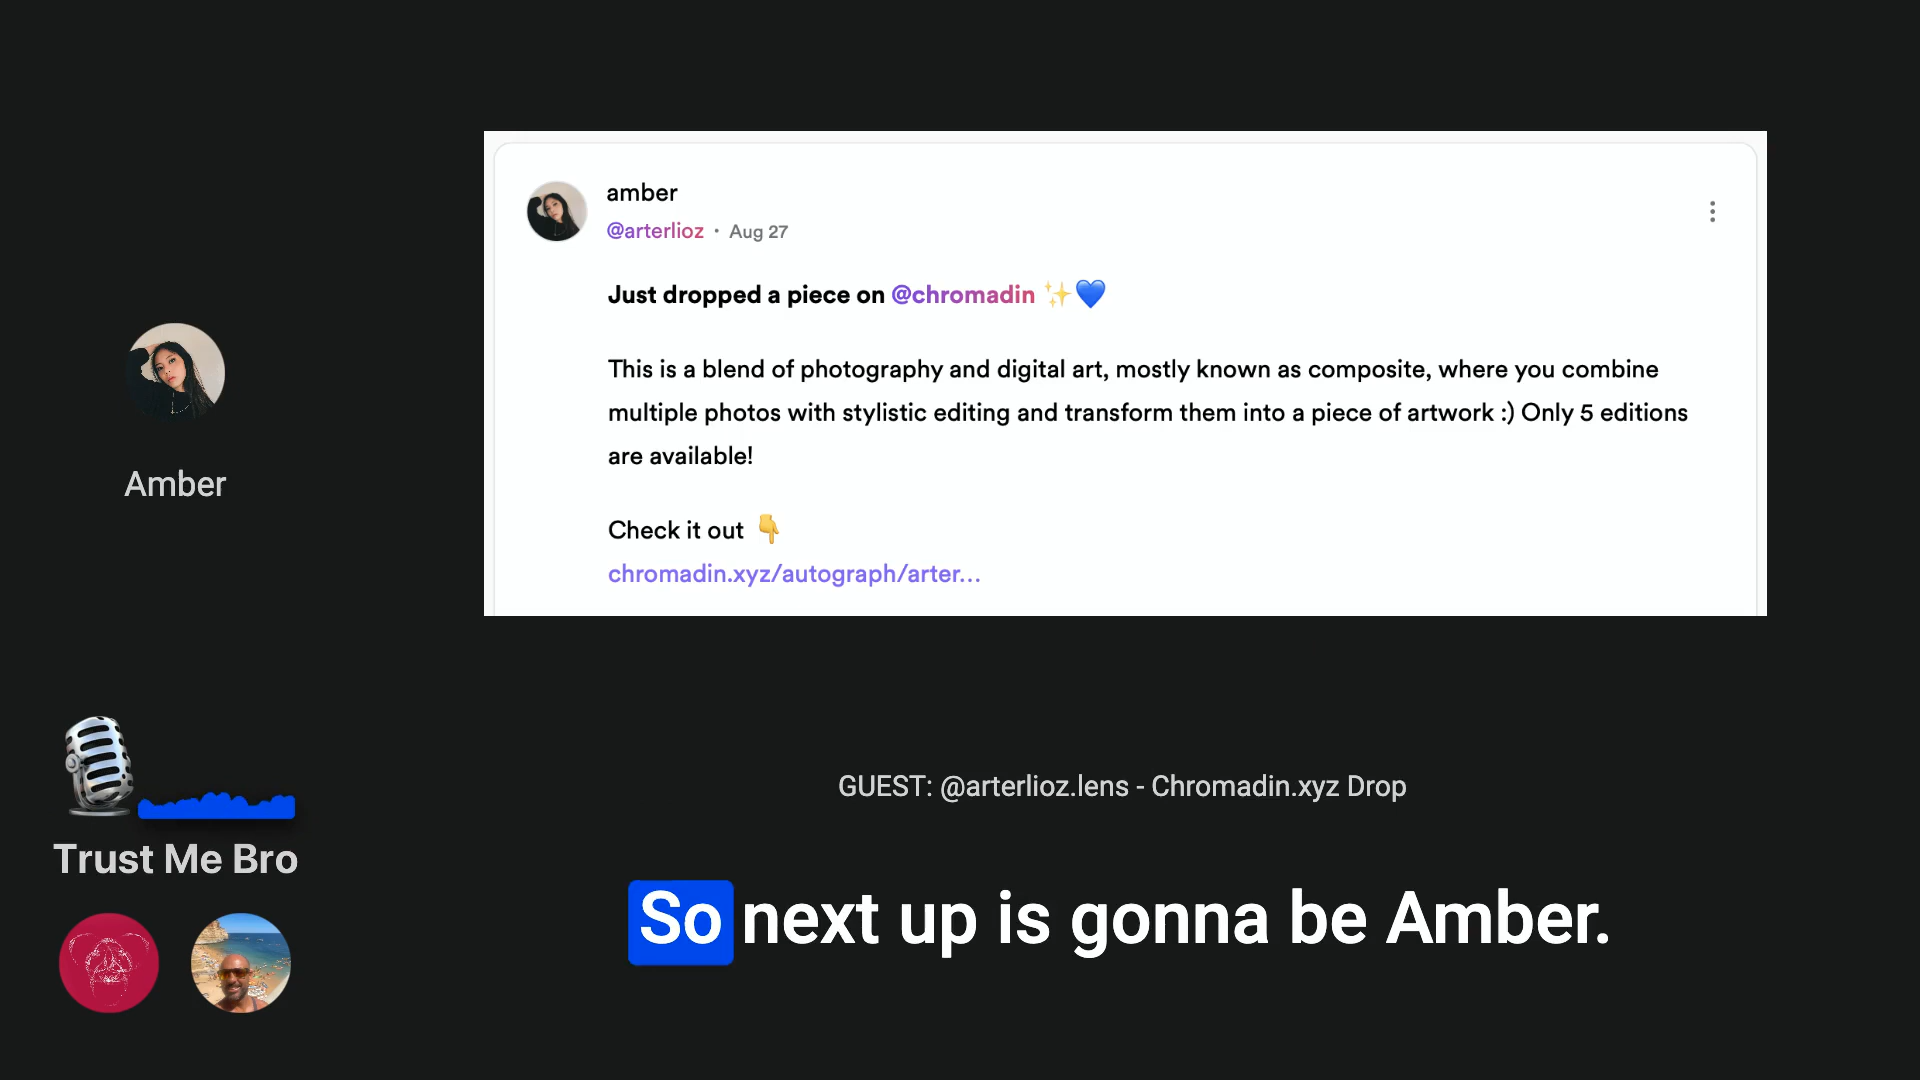 amber
@arterlioz · Aug 27
Just dropped a piece on @chromadin ✨💙
This is a blend of photography and digital art, mostly known as composite, where you combine
multiple photos with stylistic editing and transform them into a piece of artwork :) Only 5 editions
are available!
Check it out 👇
chromadin.xyz/autograph/arter...
Amber
Trust Me Bro
GUEST: @arterlioz.lens - Chromadin.xyz Drop
So next up is gonna be Amber.